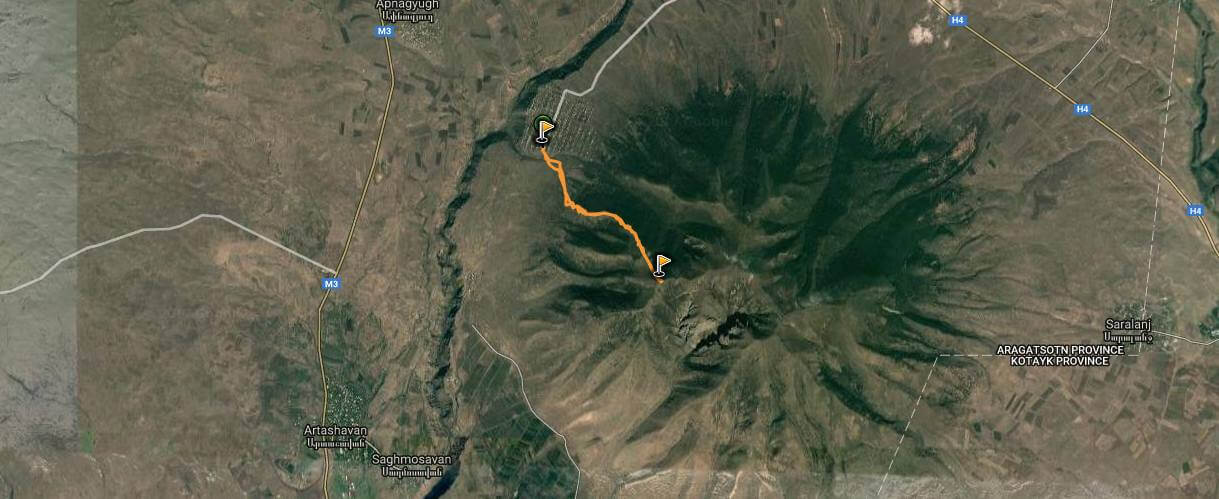 Apnagyugh
Ափնագյուղ
M3
H4
H4
H4
M3
Saralanj
Սարալանջ
ARAGATSOTN PROVINCE
KOTAYK PROVINCE
Artashavan
Արտաշավան
Saghmosavan
Սաղմոսավան